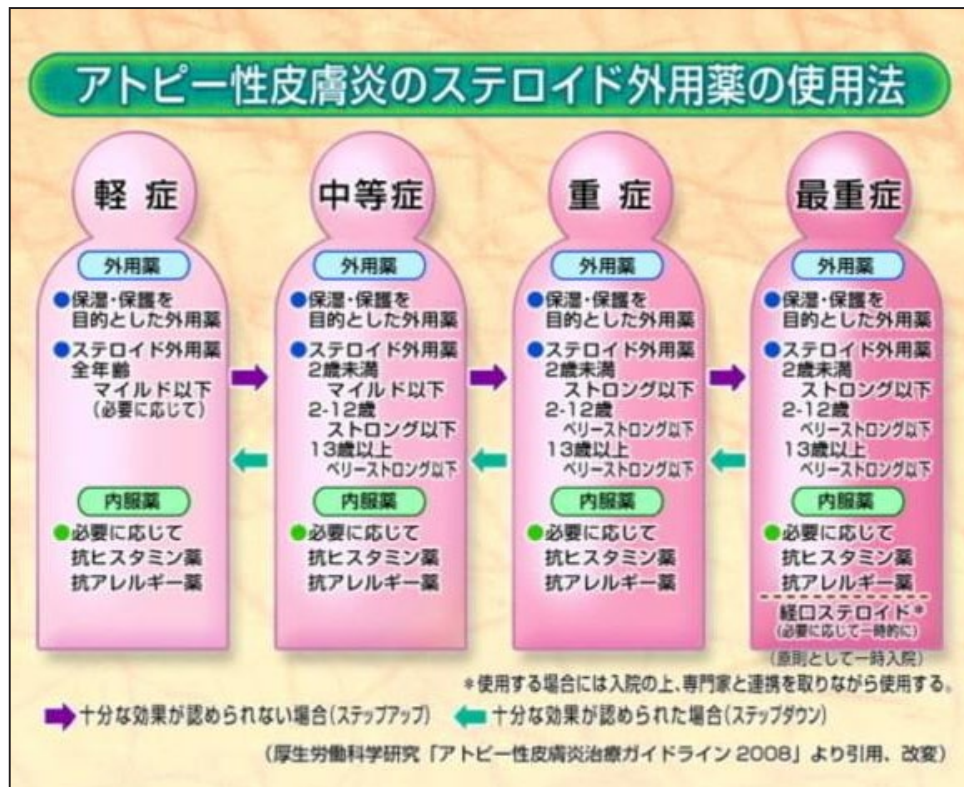 アトピー性皮膚炎のステロイド外用薬の使用法
軽症
外用薬
●保湿・保護を
目的とした外用薬
●ステロイド外用薬
全年齢
マイルド以下
(必要に応じて)
内服薬
●必要に応じて
抗ヒスタミン薬
抗アレルギー薬
中等症
外用薬
●保湿・保護を
目的とした外用薬
●ステロイド外用薬
2歳未満
マイルド以下
2-12歳
ストロング以下
13歳以上
ベリーストロング以下
内服薬
●必要に応じて
抗ヒスタミン薬
抗アレルギー薬
重症
外用薬
●保湿・保護を
目的とした外用薬
●ステロイド外用薬
2歳未満
ストロング以下
2-12歳
ベリーストロング以下
13歳以上
ベリーストロング以下
内服薬
●必要に応じて
抗ヒスタミン薬
抗アレルギー薬
最重症
外用薬
●保湿・保護を
目的とした外用薬
●ステロイド外用薬
2歳未満
ストロング以下
2-12歳
ベリーストロング以下
13歳以上
ベリーストロング以下
内服薬
●必要に応じて
抗ヒスタミン薬
抗アレルギー薬
経口ステロイド*
(必要に応じて一時的に)
(原則として一時入院)
*使用する場合には入院の上、専門家と連携を取りながら使用する。
十分な効果が認められない場合(ステップアップ)
十分な効果が認められた場合(ステップダウン)
(厚生労働科学研究「アトピー性皮膚炎治療ガイドライン2008」より引用、改変)